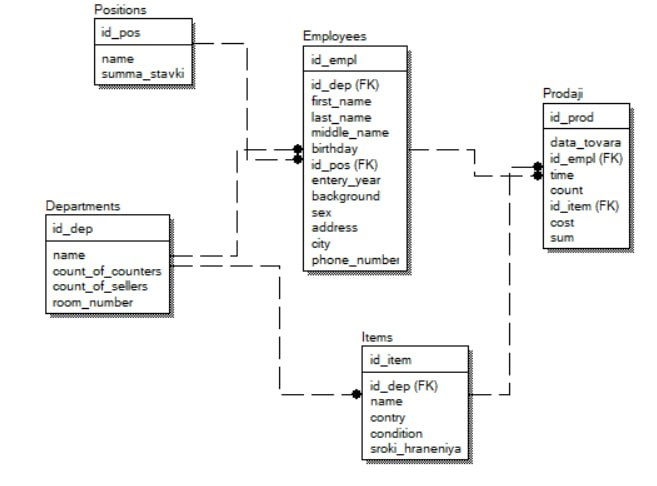 Positions
id_pos
name
summa_stavki
Employees
id_empl
id_dep (FK)
first_name
last_name
middle_name
birthday
id_pos (FK)
entery_year
background
sex
address
city
phone_number
Prodaji
id_prod
data_tovara
id_empl (FK)
time
count
id_item (FK)
cost
sum
Departments
id_dep
name
count_of_counters
count_of_sellers
room_number
Items
id_item
id_dep (FK)
name
contry
condition
sroki_hraneniya